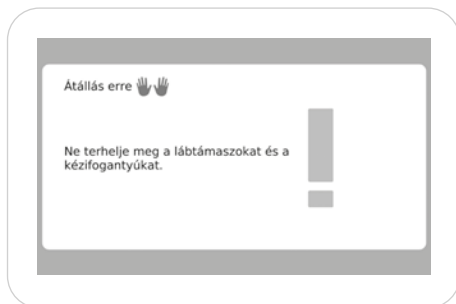 Átállás erre
Ne terhelje meg a lábtámaszokat és a
kézifogantyúkat.